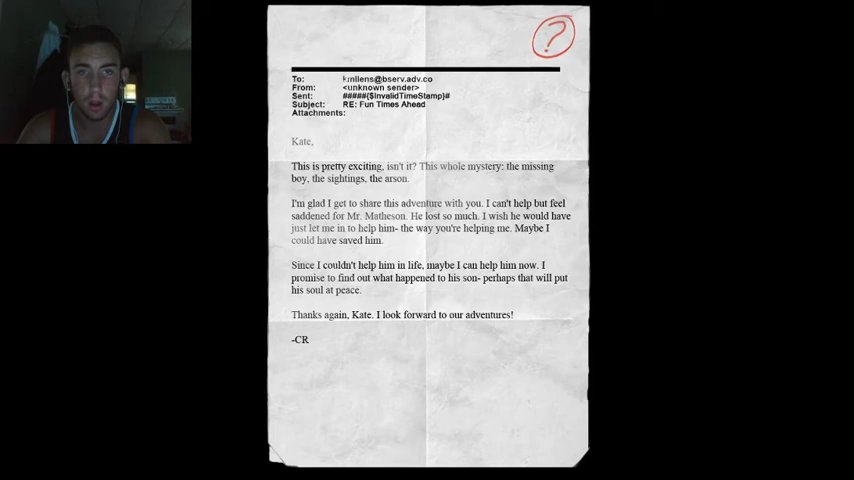 ?
To: kmilens@bserv.adv.co
From: <unknown sender>
Sent: #####{$InvalidTimeStamp}#
Subject: RE: Fun Times Ahead
Attachments:
Kate,
This is pretty exciting, isn't it? This whole mystery: the missing
boy, the sightings, the arson.
I'm glad I get to share this adventure with you. I can't help but feel
saddened for Mr. Matheson. He lost so much. I wish he would have
just let me in to help him- the way you're helping me. Maybe I
could have saved him.
Since I couldn't help him in life, maybe I can help him now. I
promise to find out what happened to his son- perhaps that will put
his soul at peace.
Thanks again, Kate. I look forward to our adventures!
-CR